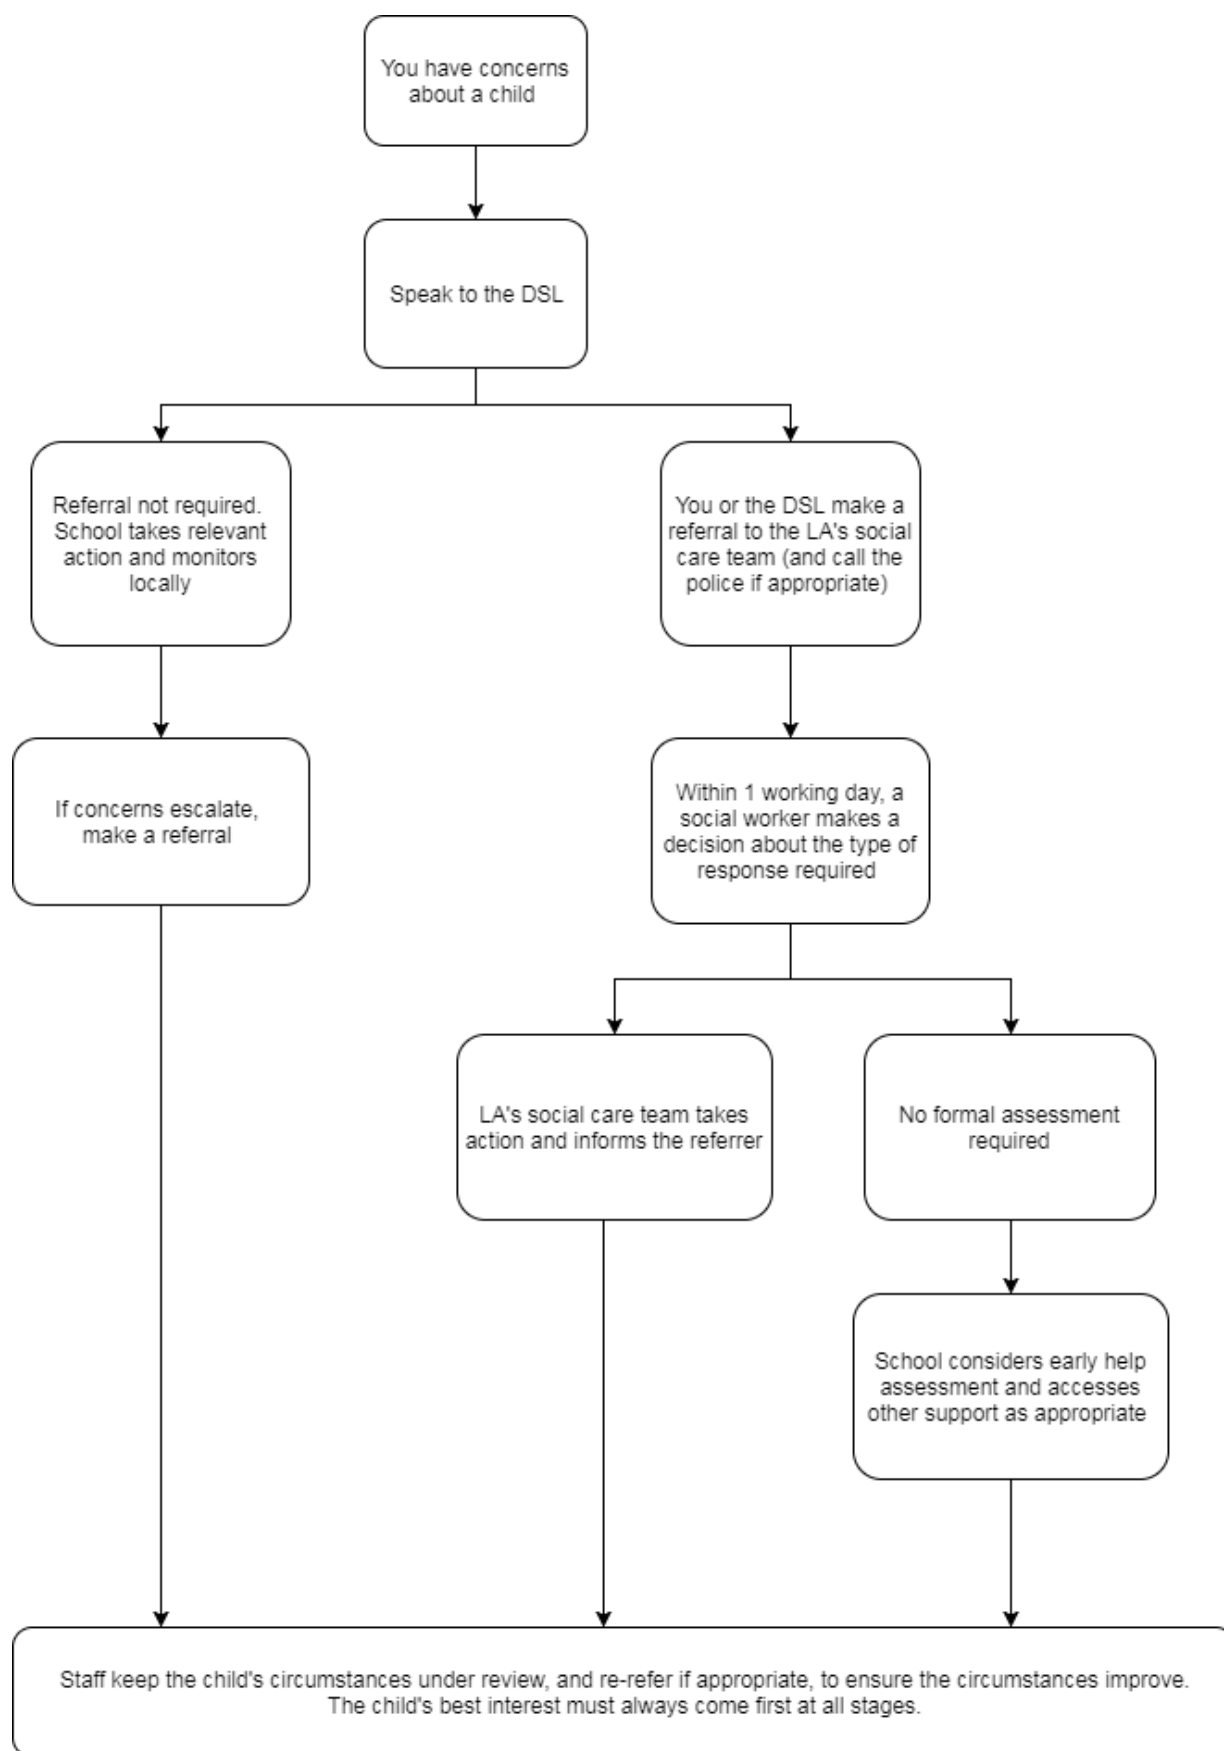 You have concerns
about a child
Speak to the DSL
Referral not required.
School takes relevant
action and monitors
locally
You or the DSL make a
referral to the LA's social
care team (and call the
police if appropriate)
If concerns escalate,
make a referral
Within 1 working day, a
social worker makes a
decision about the type of
response required
LA's social care team takes
action and informs the referrer
No formal assessment
required
School considers early help
assessment and accesses
other support as appropriate
Staff keep the child's circumstances under review, and re-refer if appropriate, to ensure the circumstances improve.
The child's best interest must always come first at all stages.